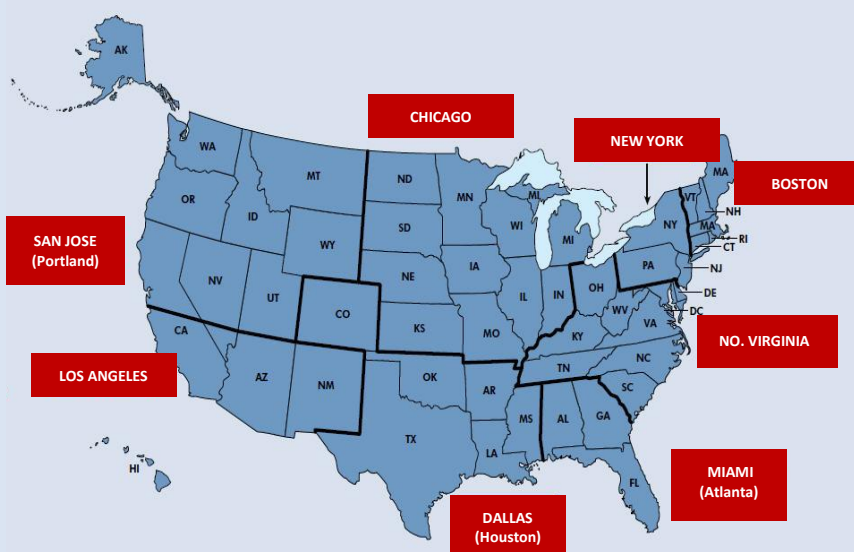 AK
CHICAGO
NEW YORK
WA
MT
ND
MN
MI
VT
MA
BOSTON
OR
ID
SD
WI
MI
NY
NH
MA
RI
CT
SAN JOSE
(Portland)
WY
NE
IA
PA
NJ
NV
UT
CO
IL
IN
OH
DE
DC
WV
VA
KS
MO
KY
NO. VIRGINIA
CA
LOS ANGELES
AZ
NM
OK
AR
TN
NC
SC
MS
AL
GA
TX
LA
HI
FL
MIAMI
(Atlanta)
DALLAS
(Houston)